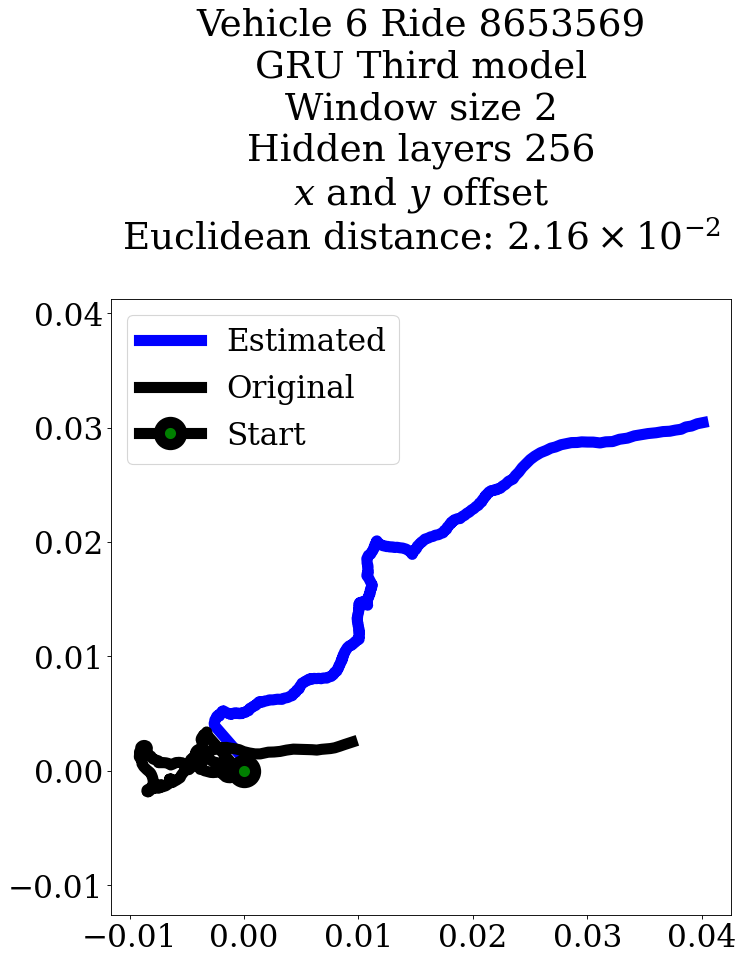 Vehicle 6 Ride 8653569
GRU Third model
Window size 2
Hidden layers 256
x and y offset
Euclidean distance: 2.16 × 10⁻²
0.04
Estimated
Original
0.03
Start
0.02
0.01
0.00
−0.01
−0.01 0.00 0.01 0.02 0.03 0.04